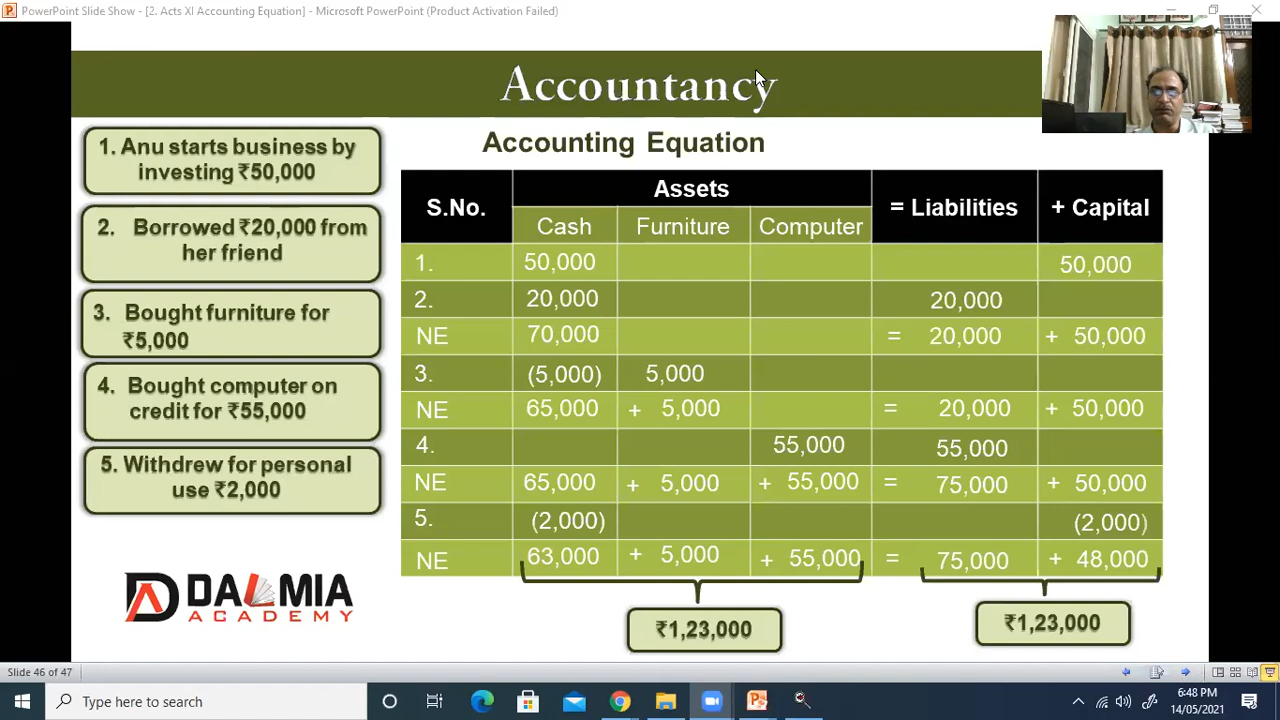 PowerPoint Slide Show - [2. Acts XI Accounting Equation] - Microsoft PowerPoint (Product Activation Failed)
Accountancy
1. Anu starts business by
investing ₹50,000
2. Borrowed ₹20,000 from
her friend
3. Bought furniture for
₹5,000
4. Bought computer on
credit for ₹55,000
5. Withdrew for personal
use ₹2,000
DALMIA
ACADEMY
Accounting Equation
S.No. Assets = Liabilities + Capital
Cash Furniture Computer
1. 50,000 50,000
2. 20,000 20,000
NE 70,000 = 20,000 + 50,000
3. (5,000) 5,000
NE 65,000 + 5,000 = 20,000 + 50,000
4. 55,000 55,000
NE 65,000 + 5,000 + 55,000 = 75,000 + 50,000
5. (2,000) (2,000)
NE 63,000 + 5,000 + 55,000 = 75,000 + 48,000
₹1,23,000 ₹1,23,000
Slide 46 of 47
Type here to search
6:48 PM
14/05/2021